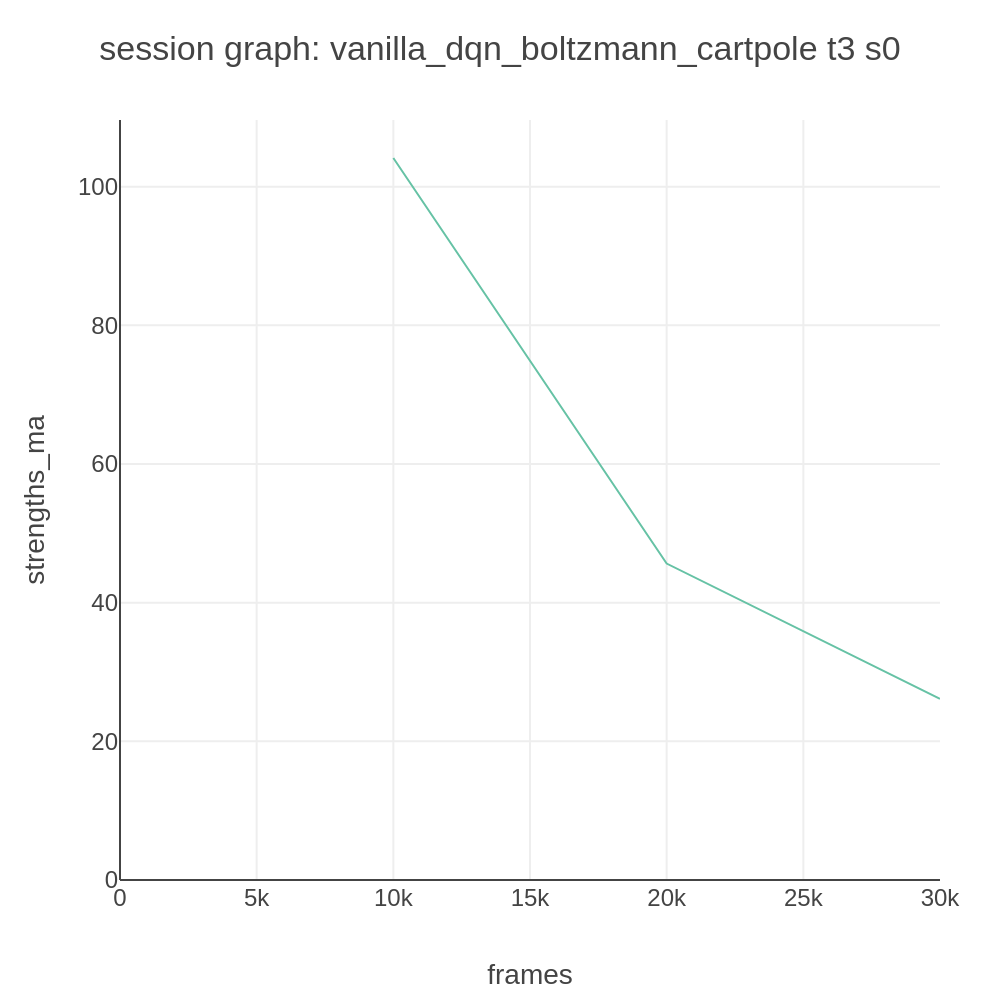 session graph: vanilla_dqn_boltzmann_cartpole t3 s0
100
80
60
40
20
0
strengths_ma
0 5k 10k 15k 20k 25k 30k
frames